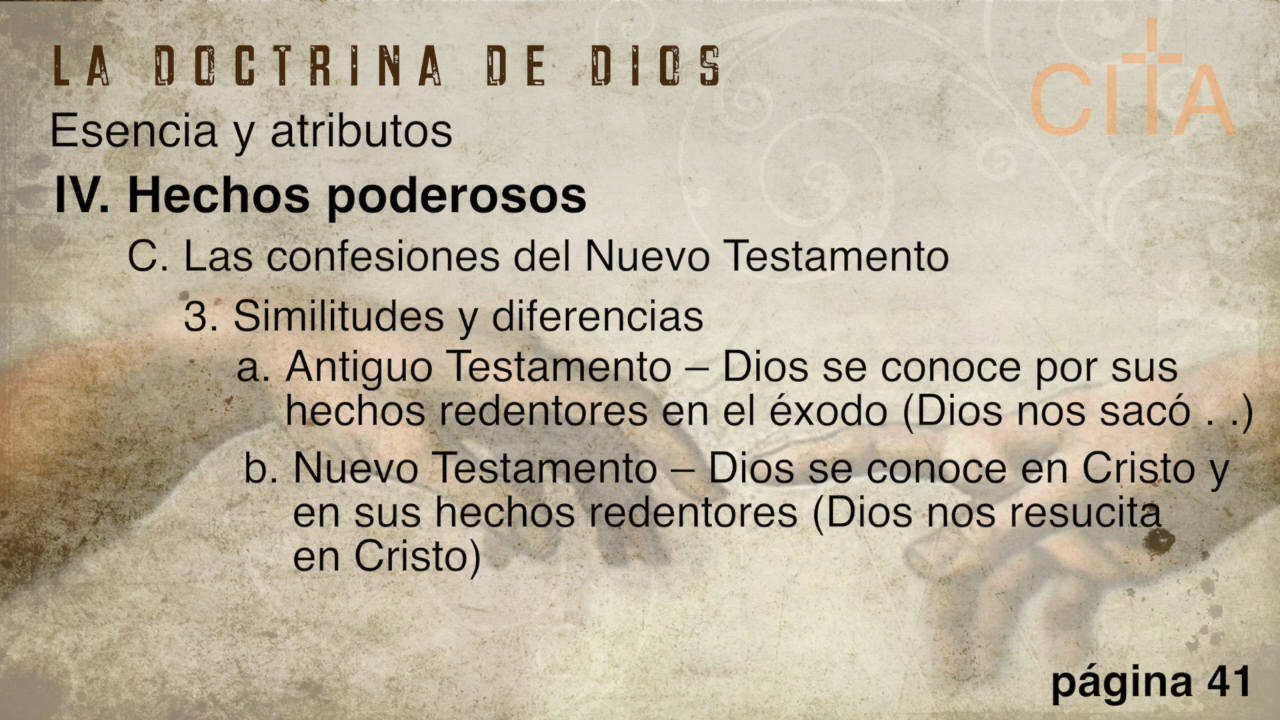 LA DOCTRINA DE DIOS
CITA
Esencia y atributos
IV. Hechos poderosos
C. Las confesiones del Nuevo Testamento
3. Similitudes y diferencias
a. Antiguo Testamento – Dios se conoce por sus
hechos redentores en el éxodo (Dios nos sacó . .)
b. Nuevo Testamento – Dios se conoce en Cristo y
en sus hechos redentores (Dios nos resucita
en Cristo)
página 41